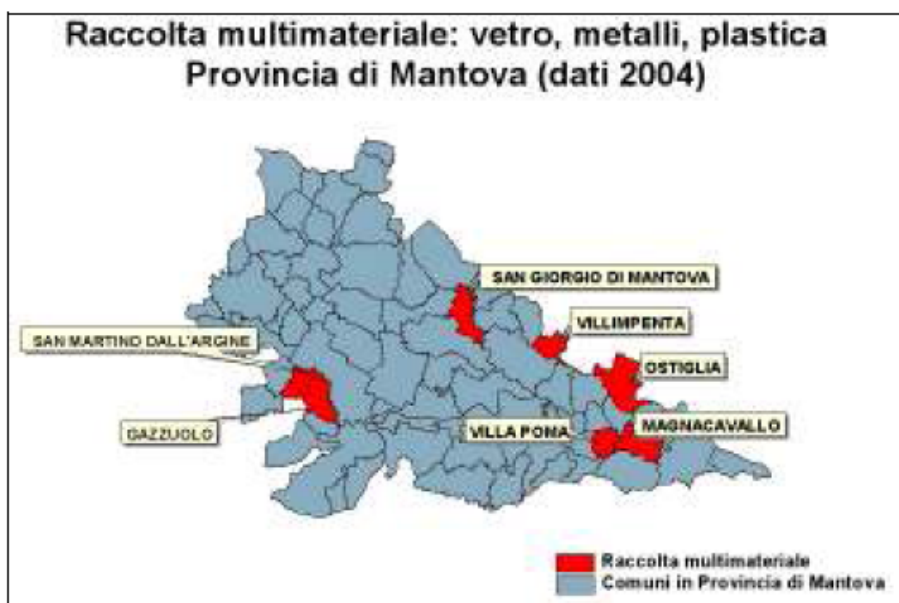 Raccolta multimateriale: vetro, metalli, plastica
Provincia di Mantova (dati 2004)
SAN GIORGIO DI MANTOVA
VILLIMPENTA
SAN MARTINO DALL'ARGINE
OSTIGLIA
GAZZUOLO
VILLA POMA
MAGNACAVALLO
Raccolta multimateriale
Comuni in Provincia di Mantova